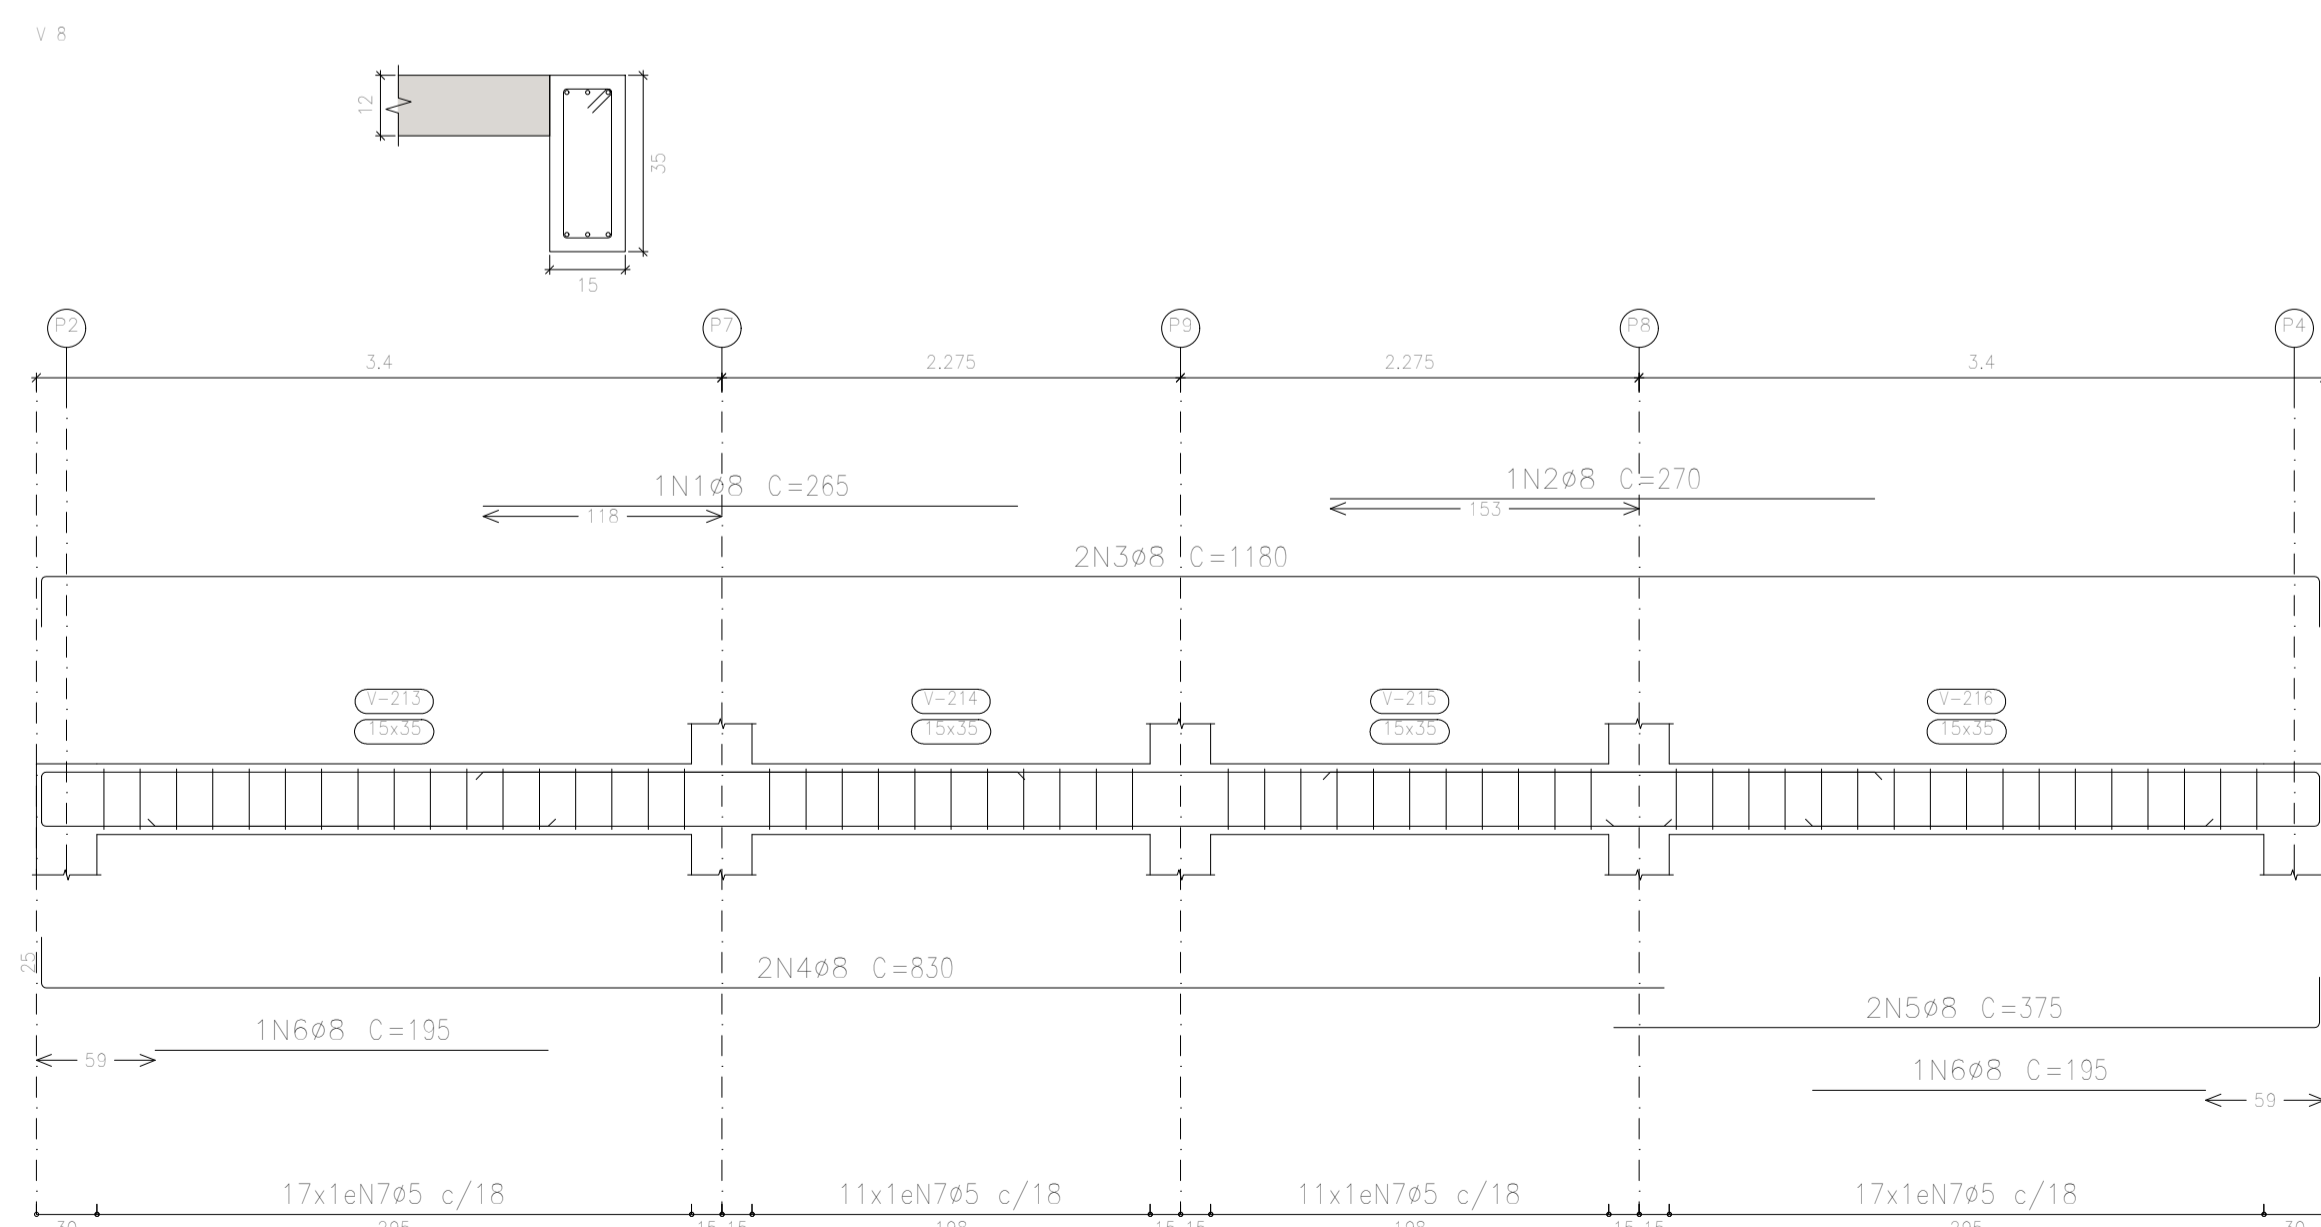 V 8
12
35
15
P2
P7
P9
P8
P4
3.4
2.275
2.275
3.4
1N1ø8 C=265
118
1N2ø8 C=270
153
2N3ø8 C=1180
V-213
15x35
V-214
15x35
V-215
15x35
V-216
15x35
25
2N4ø8 C=830
2N5ø8 C=375
1N6ø8 C=195
59
1N6ø8 C=195
59
17x1eN7ø5 c/18
11x1eN7ø5 c/18
11x1eN7ø5 c/18
17x1eN7ø5 c/18